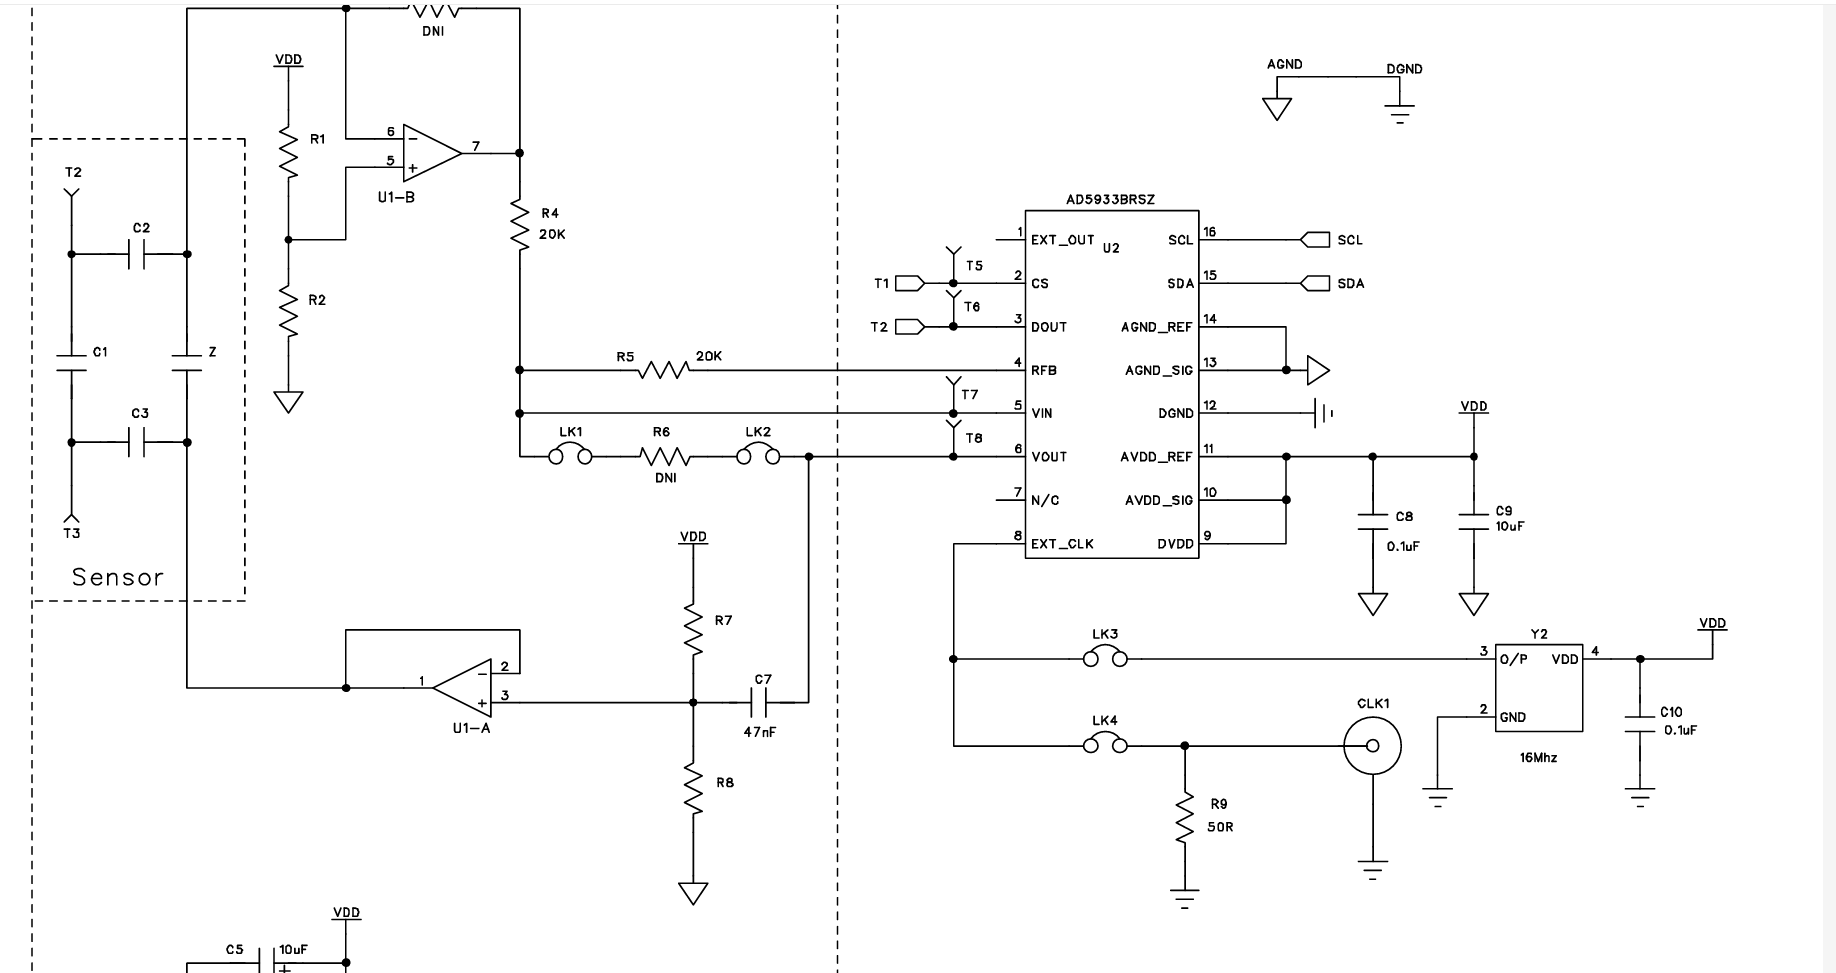 DNI
AGND
DGND
VDD
R1
6
5
7
U1-B
T2
C2
R4
20K
AD5933BRSZ
1 EXT_OUT
U2
SCL 16 SCL
T5
T1
2 CS
SDA 15 SDA
R2
T6
T2
3 DOUT
AGND_REF 14
C1
Z
R5 20K
4 RFB
AGND_SIG 13
T7
5 VIN
DGND 12
VDD
C3
LK1
R6
DNI
LK2
T8
6 VOUT
AVDD_REF 11
7 N/C
AVDD_SIG 10
8 EXT_CLK
DVDD 9
C8
0.1uF
C9
10uF
T3
Sensor
VDD
R7
LK3
Y2
3 O/P
VDD 4
VDD
2 GND
16Mhz
C10
0.1uF
1
2
3
U1-A
C7
47nF
LK4
CLK1
R8
R9
50R
VDD
C5
10uF
+